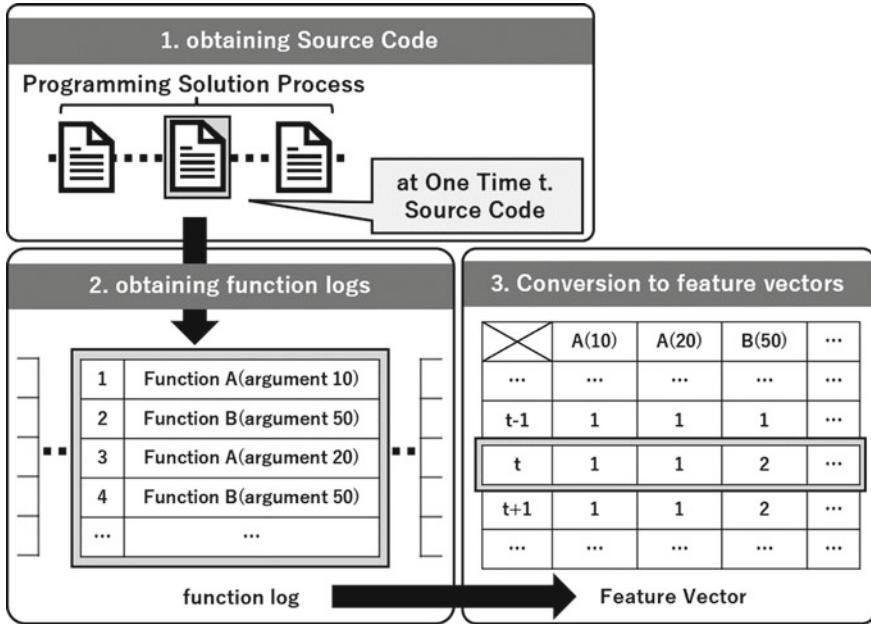 1. obtaining Source Code
Programming Solution Process
at One Time t.
Source Code
2. obtaining function logs
1 Function A(argument 10)
2 Function B(argument 50)
3 Function A(argument 20)
4 Function B(argument 50)
... ...
function log
3. Conversion to feature vectors
A(10) A(20) B(50) ...
... ... ... ... ...
t-1 1 1 1 ...
t 1 1 2 ...
t+1 1 1 2 ...
... ... ... ... ...
Feature Vector